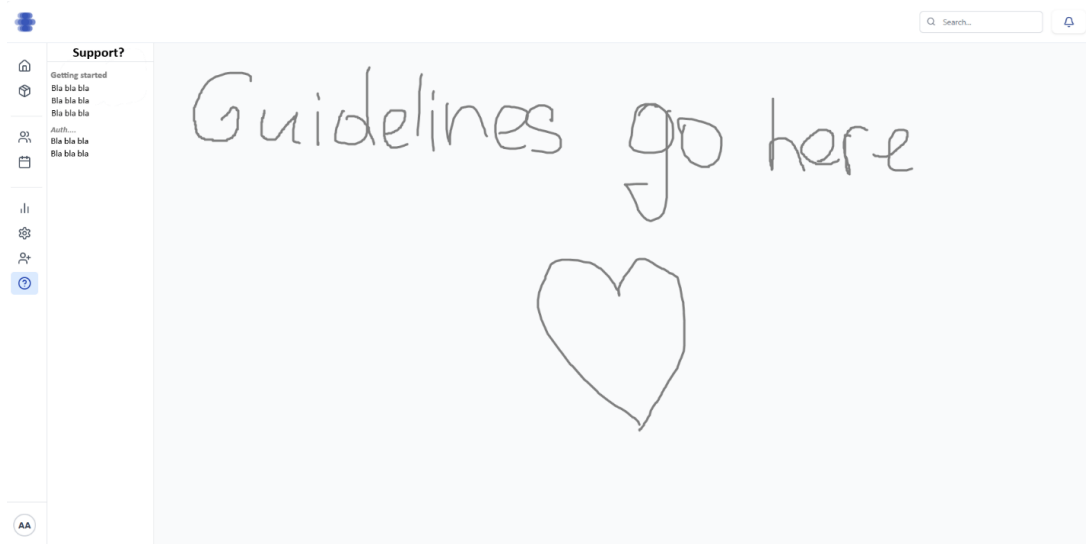 Search...
Support?
Getting started
Bla bla bla
Bla bla bla
Bla bla bla
Auth....
Bla bla bla
Bla bla bla
Guidelines go here
AA